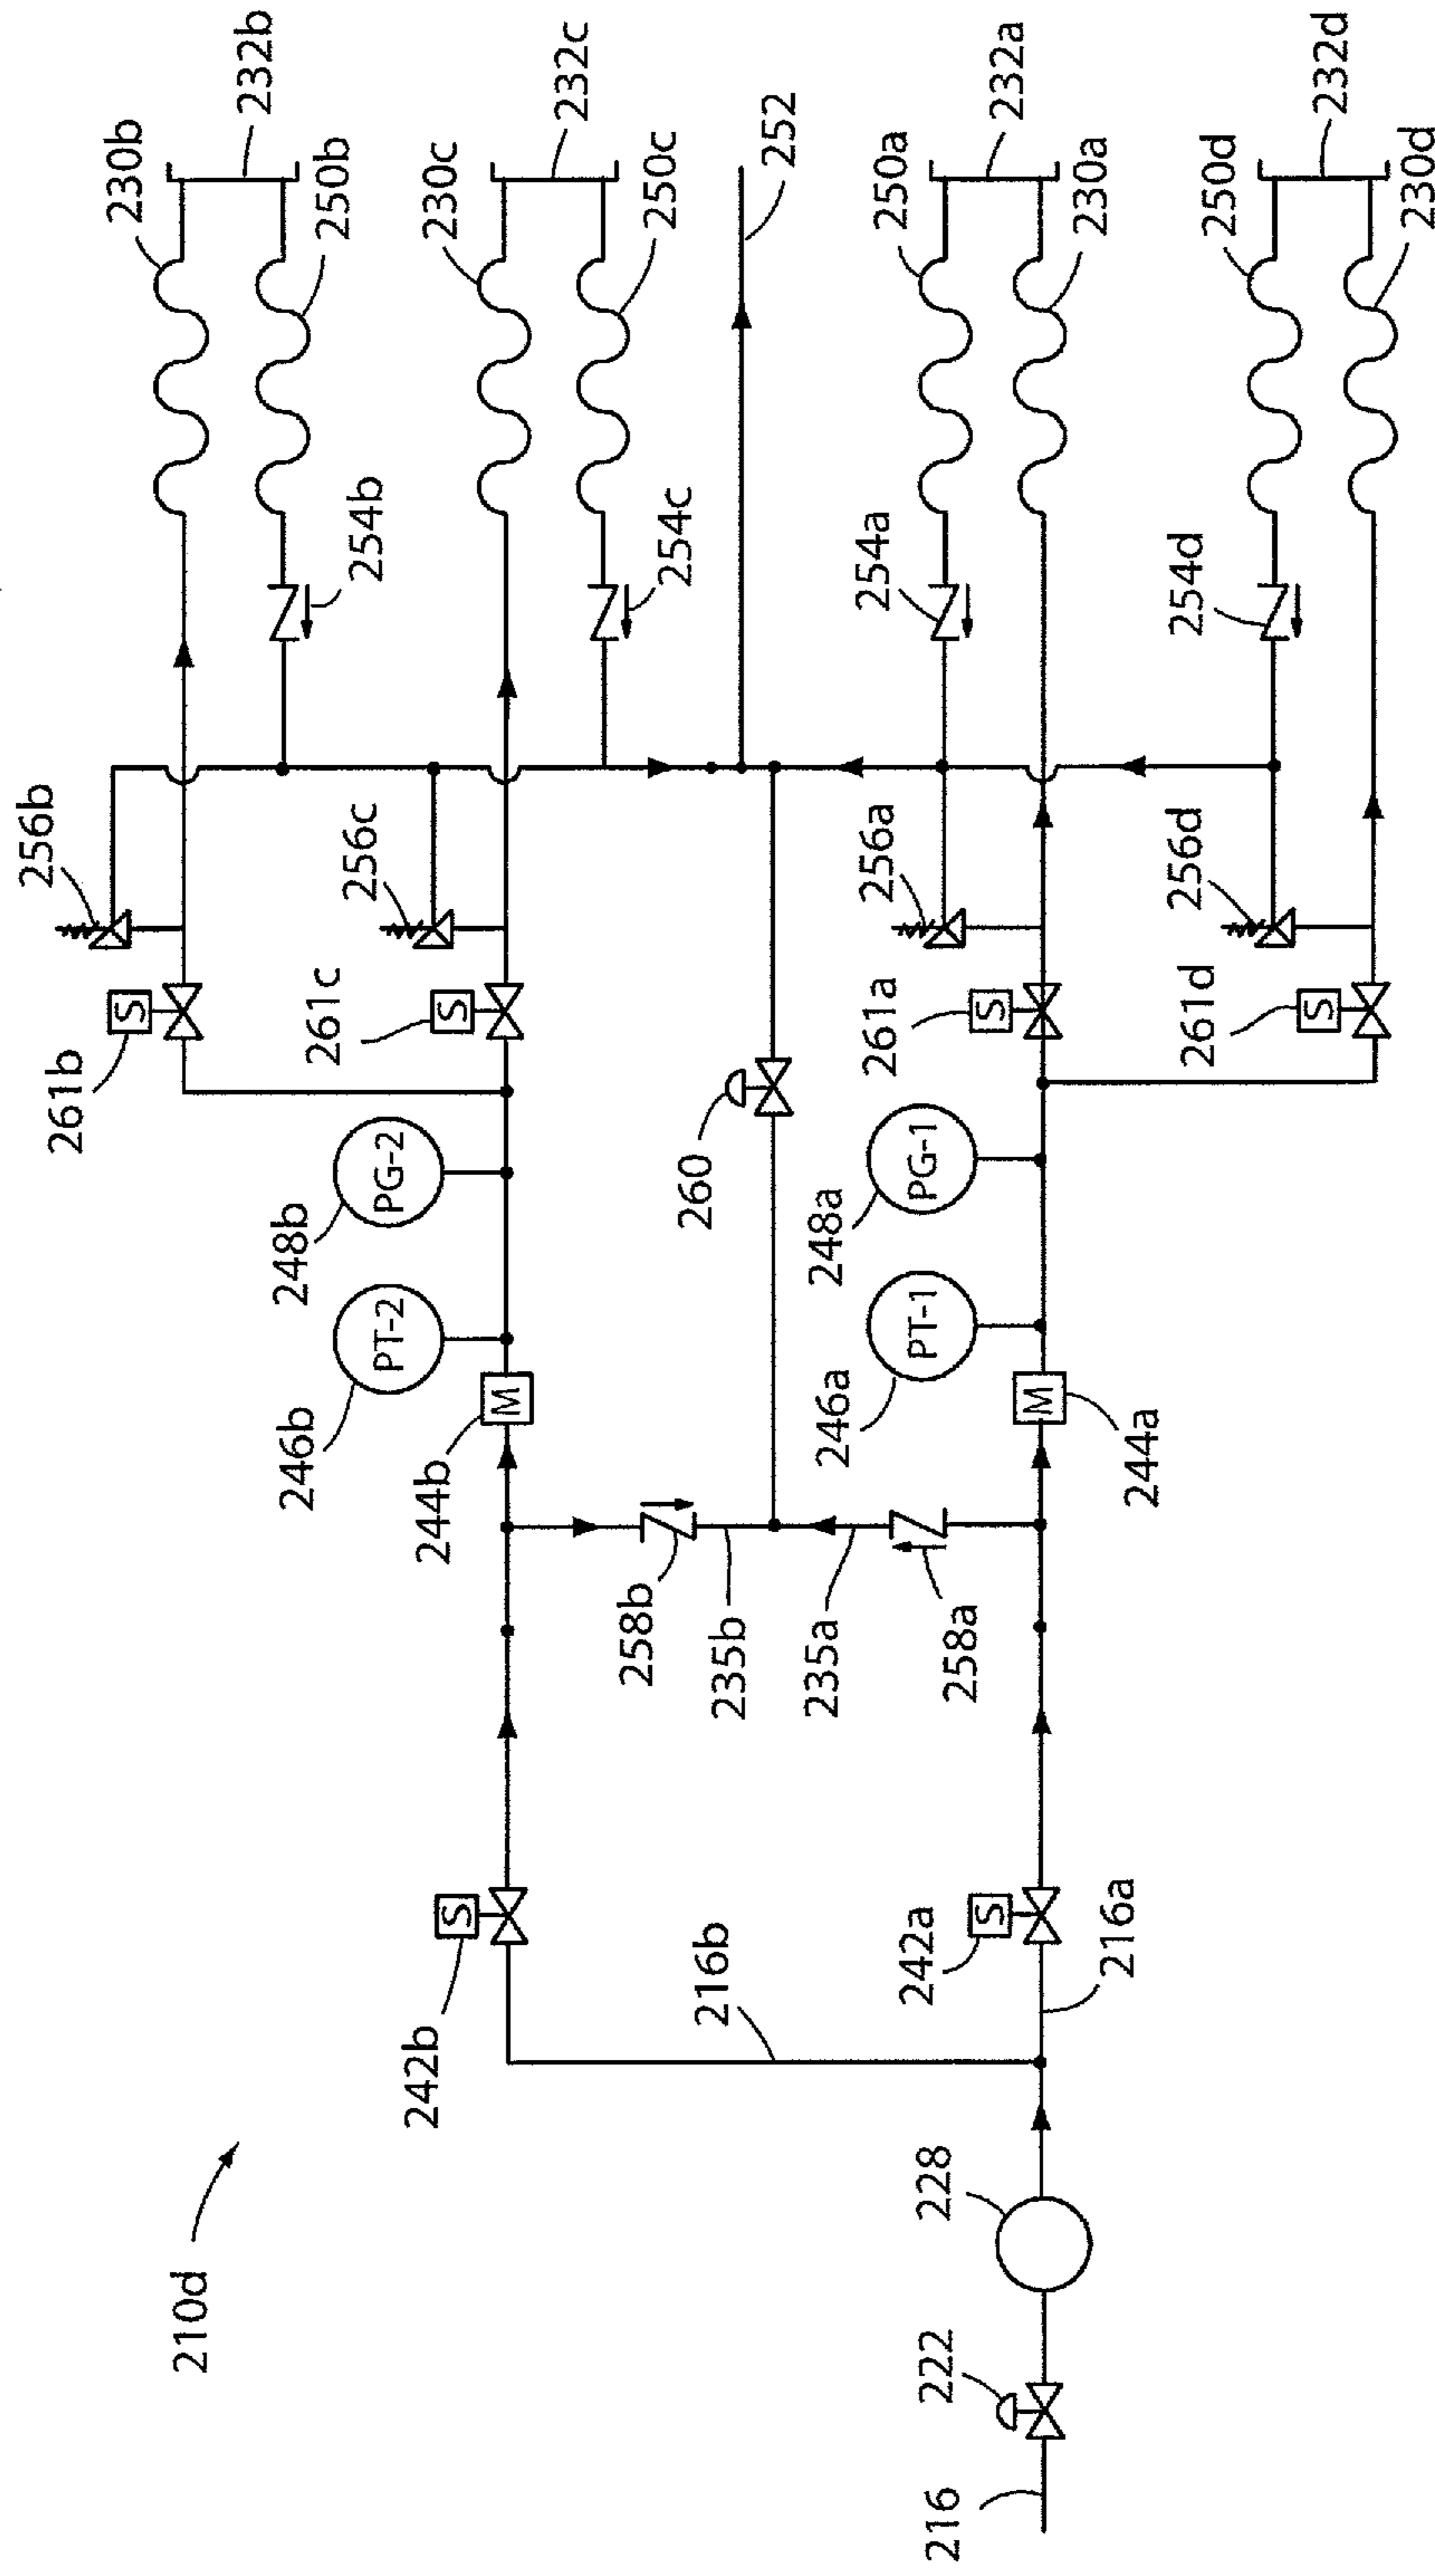 210d
216
222
228
216a
216b
242a
242b
S
S
258b
235b
235a
258a
244b
M
244a
M
246b
PT-2
246a
PT-1
248b
PG-2
248a
PG-1
260
261b
S
261c
S
261a
S
261d
S
256b
256c
256a
256d
254b
254c
254a
254d
230b
250b
232b
230c
250c
232c
252
250a
230a
232a
250d
230d
232d